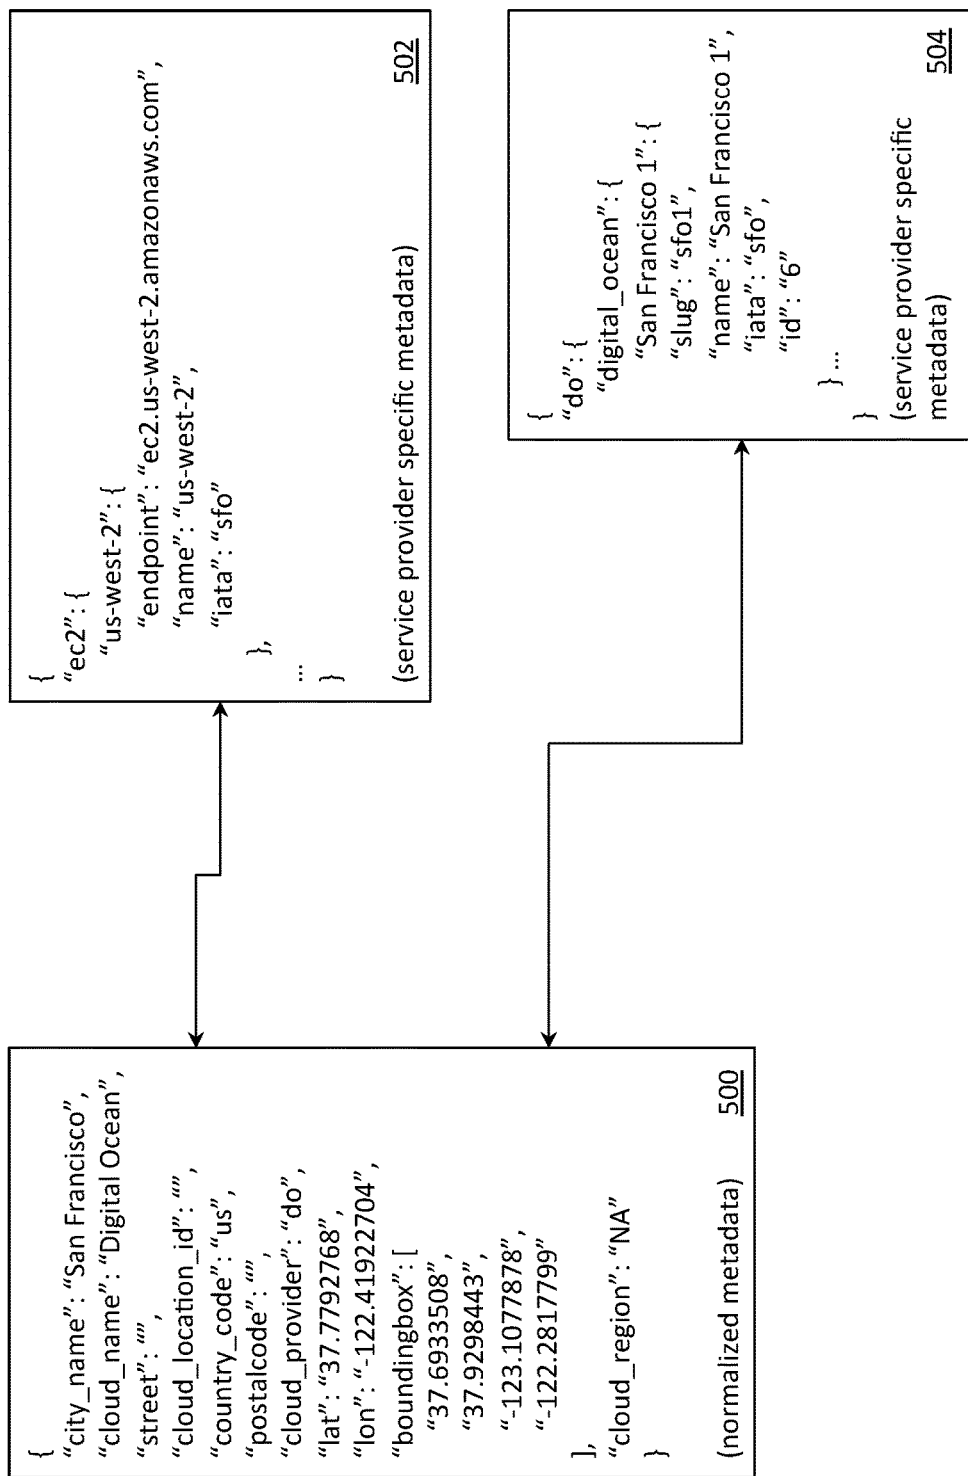 {
“city_name”: “San Francisco”,
“cloud_name”: “Digital Ocean”,
“street”: “”,
“cloud_location_id”: “”,
“country_code”: “us”,
“postalcode”: “”,
“cloud_provider”: “do”,
“lat”: “37.7792768”,
“lon”: “-122.41922704”,
“boundingbox”: [
“37.6933508”,
“37.9298443”,
“-123.1077878”,
“-122.2817799”
],
“cloud_region”: “NA”
}
(normalized metadata)
500
{
“ec2”: {
“us-west-2”: {
“endpoint”: “ec2.us-west-2.amazonaws.com”,
“name”: “us-west-2”,
“iata”: “sfo”
},
...
}
(service provider specific metadata)
502
{
“do”: {
“digital_ocean”: {
“San Francisco 1”: {
“slug”: “sfo1”,
“name”: “San Francisco 1”,
“iata”: “sfo”,
“id”: “6”
} ...
}
(service provider specific
metadata)
504